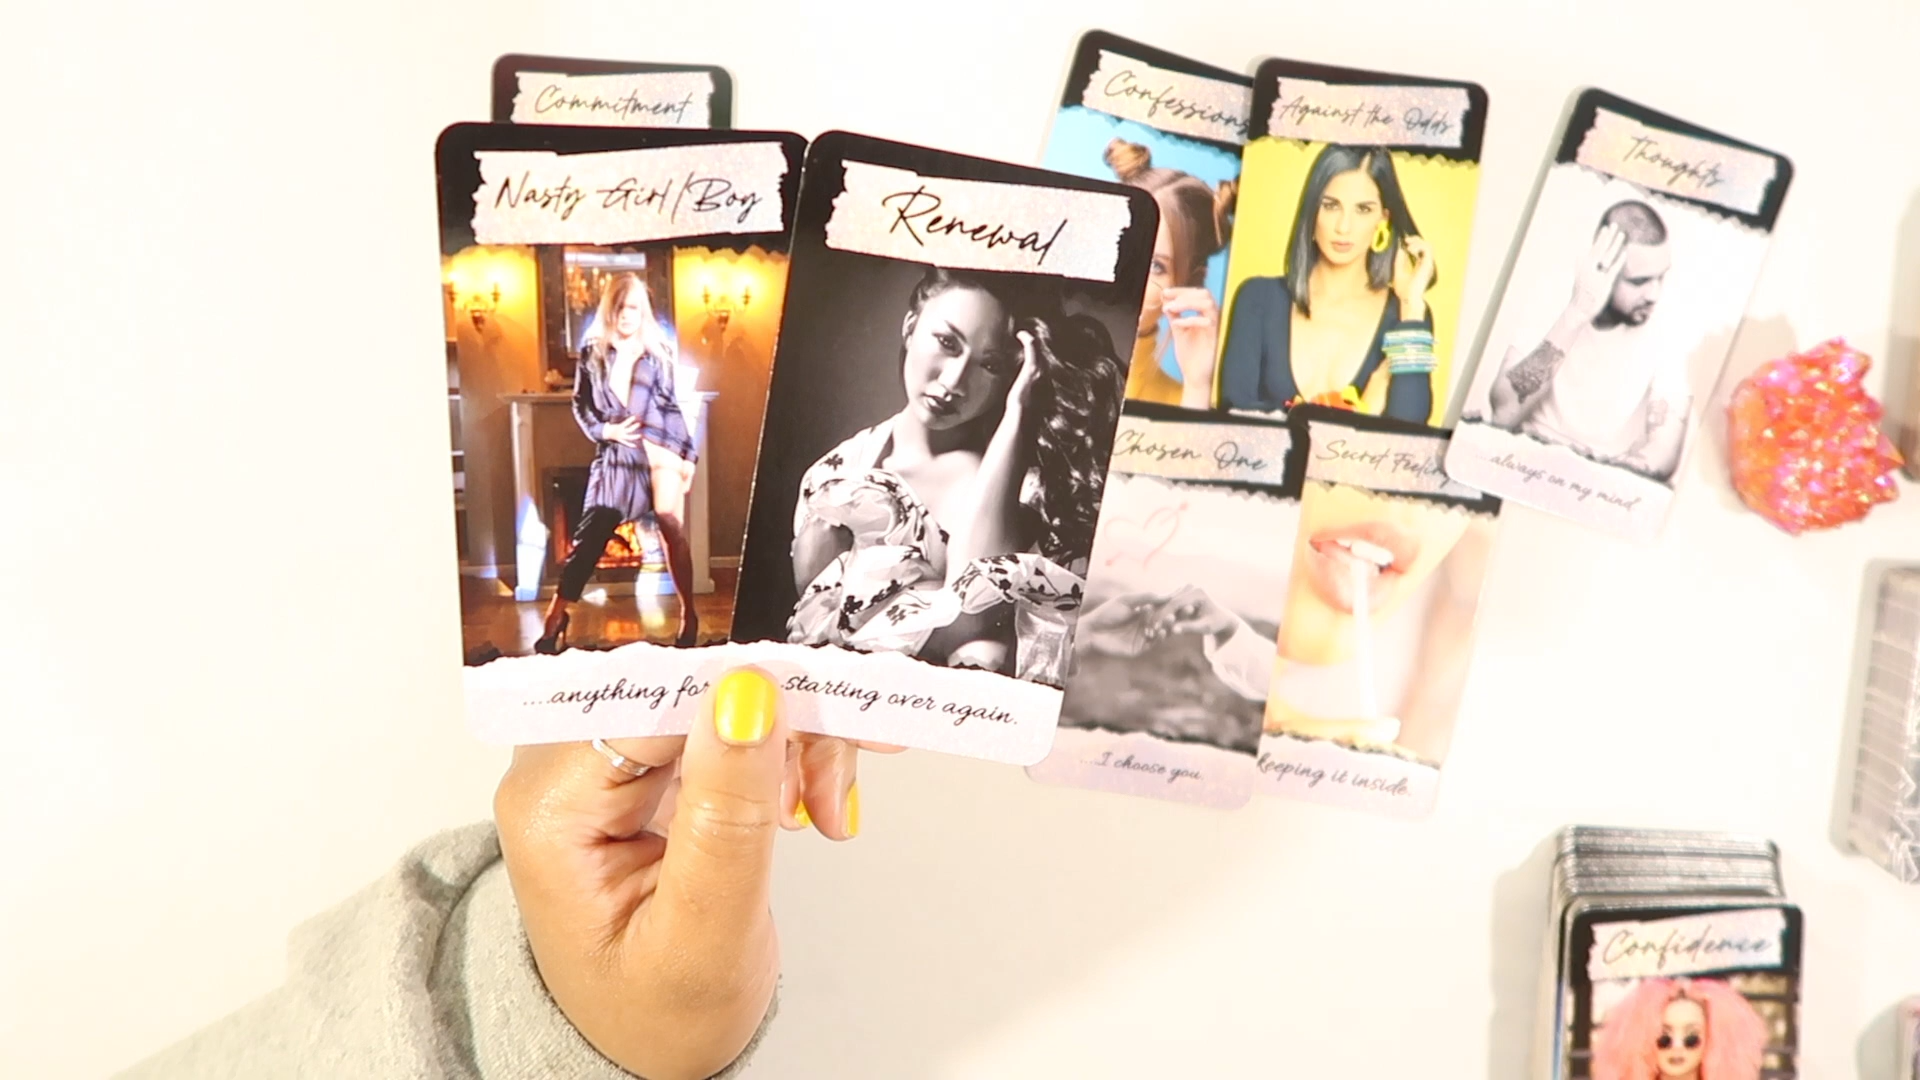 Commitment
Nasty Girl/Boy
....anything for
Renewal
.starting over again.
Confessions
Against the Odds
Thoughts
always on my mind
Chosen One
....I choose you.
Secret
keeping it inside.
Confidence